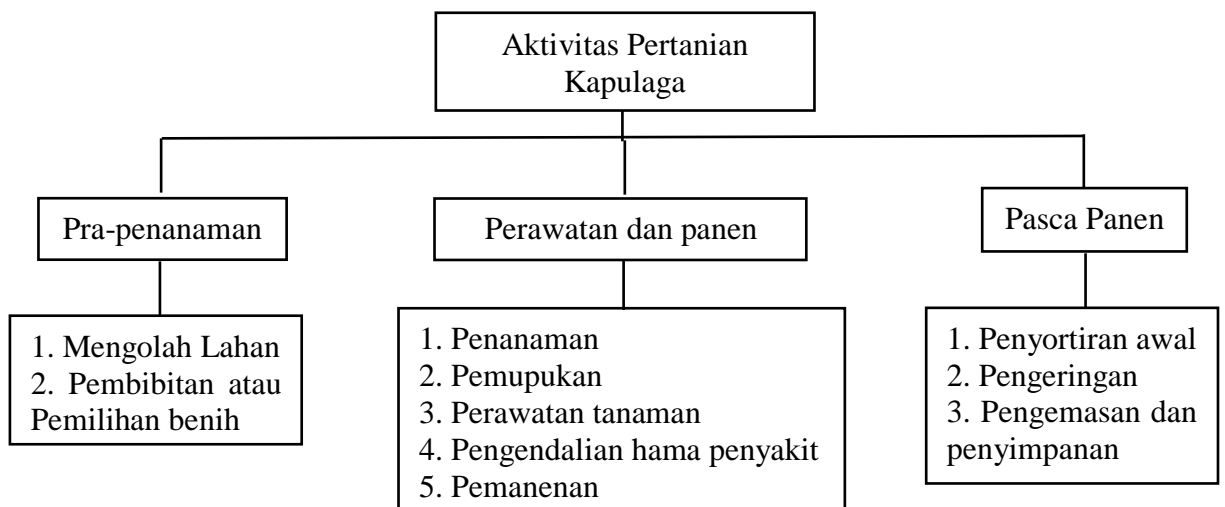 Aktivitas Pertanian
Kapulaga
Pra-penanaman
Perawatan dan panen
Pasca Panen
1. Mengolah Lahan
2. Pembibitan atau
Pemilihan benih
1. Penanaman
2. Pemupukan
3. Perawatan tanaman
4. Pengendalian hama penyakit
5. Pemanenan
1. Penyortiran awal
2. Pengeringan
3. Pengemasan dan
penyimpanan